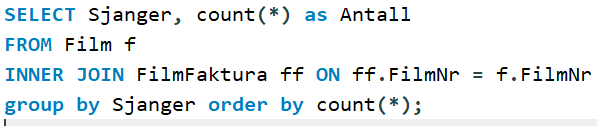 SELECT Sjanger, count(*) as Antall
FROM Film f
INNER JOIN FilmFaktura ff ON ff.FilmNr = f.FilmNr
group by Sjanger order by count(*);